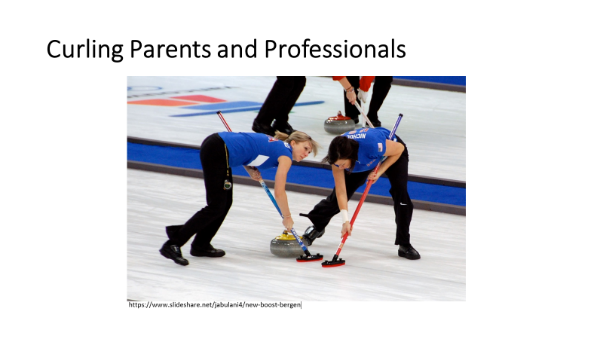 Curling Parents and Professionals
https://www.slideshare.net/jabulani4/new-boost-bergen